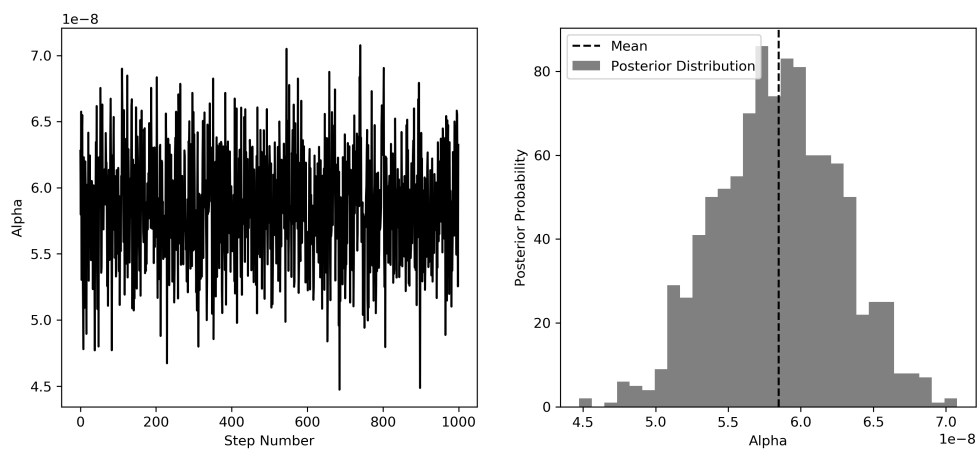 1e−8
7.0
6.5
6.0
5.5
5.0
4.5
Alpha
0 200 400 600 800 1000
Step Number
Mean
Posterior Distribution
80
60
40
20
0
Posterior Probability
4.5 5.0 5.5 6.0 6.5 7.0
1e−8
Alpha